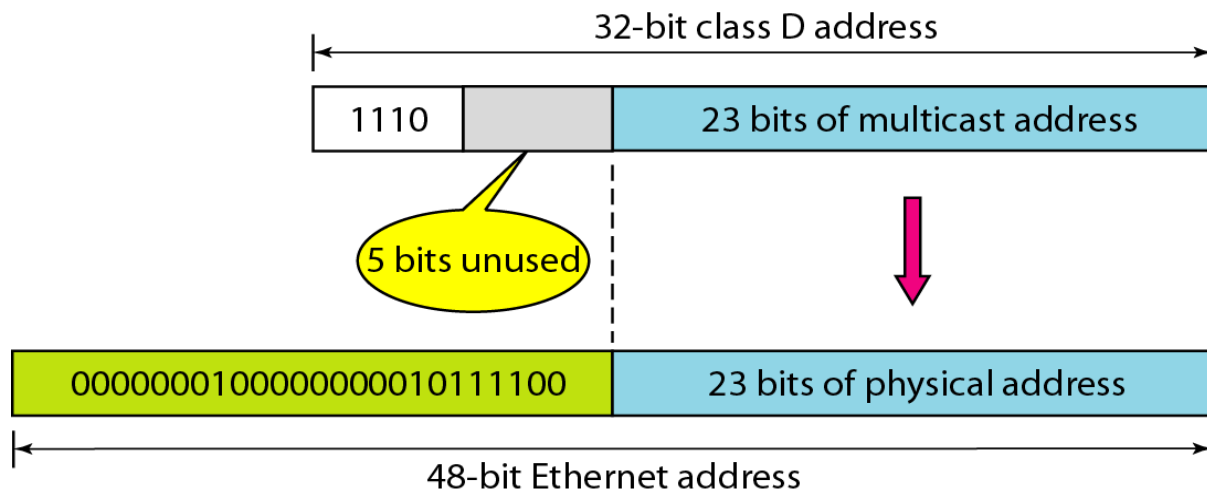 32-bit class D address
1110
23 bits of multicast address
5 bits unused
0000000100000000010111100
23 bits of physical address
48-bit Ethernet address